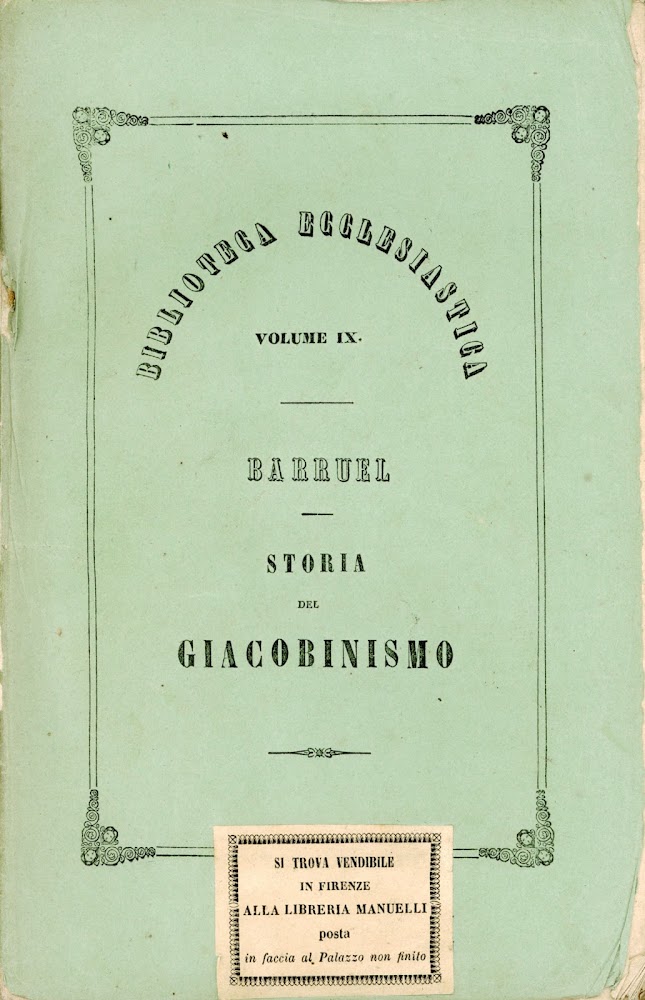 BIBLIOTECA ECCLESIASTICA
VOLUME IX.
BARRUEL
STORIA
DEL
GIACOBINISMO
SI TROVA VENDIBILE
IN FIRENZE
ALLA LIBRERIA MANUELLI
posta
in faccia al Palazzo non finito